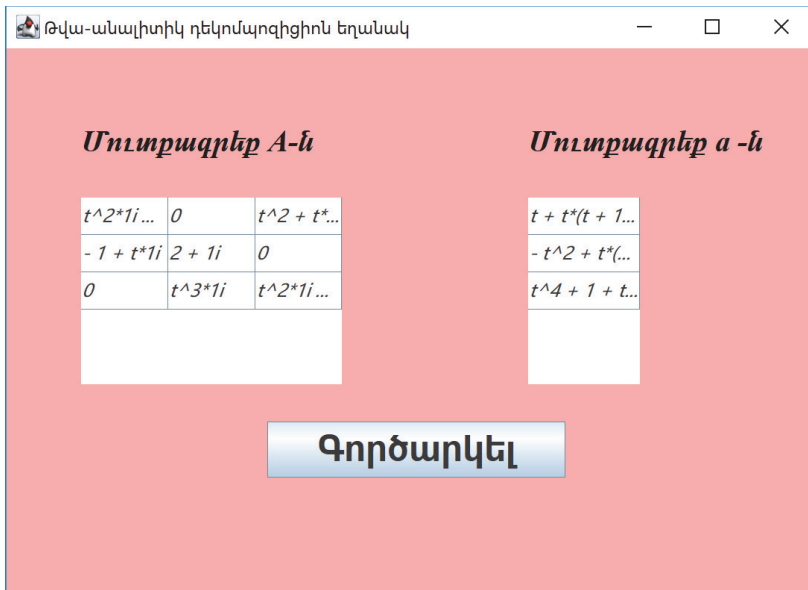 Թվա-անալիտիկ դեկոմպոզիցիոն եղանակ
Մուտքագրեք A-ն
Մուտքագրեք a -ն
t^2*1i ... 0 t^2 + t*...
- 1 + t*1i 2 + 1i 0
0 t^3*1i t^2*1i ...
t + t*(t + 1...
- t^2 + t*(...
t^4 + 1 + t...
Գործարկել